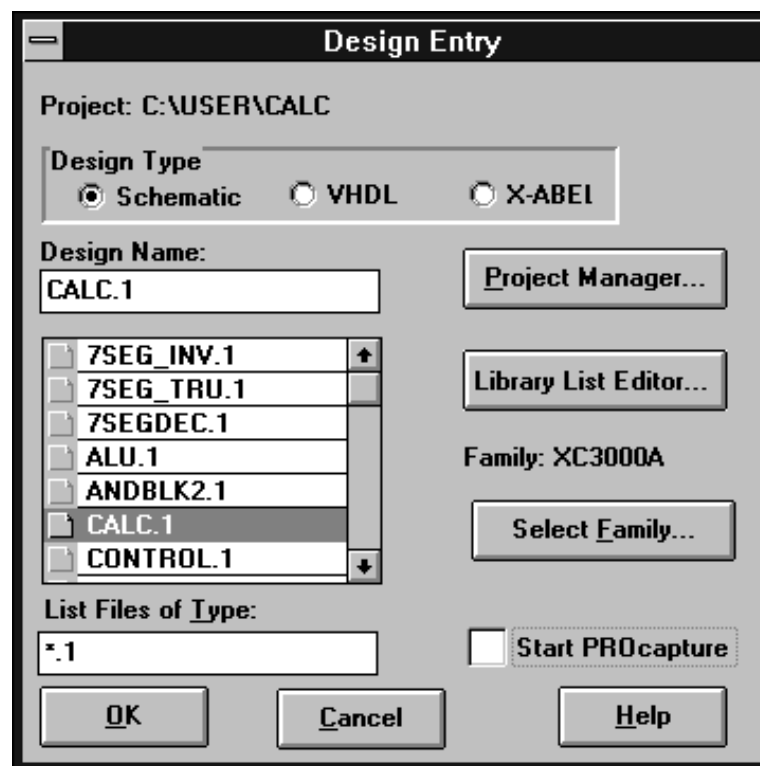 Design Entry
Project: C:\USER\CALC
Design Type
Schematic VHDL X-ABEL
Design Name:
CALC.1
Project Manager...
7SEG_INV.1
7SEG_TRU.1
7SEGDEC.1
ALU.1
ANDBLK2.1
CALC.1
CONTROL.1
Library List Editor...
Family: XC3000A
Select Family...
List Files of Type:
*.1
Start PROcapture
OK Cancel Help